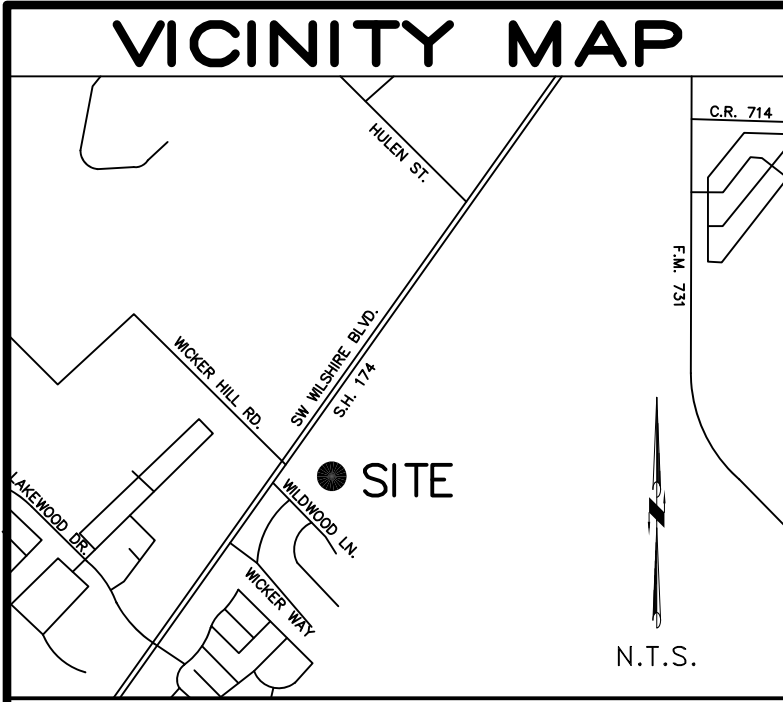 VICINITY MAP
C.R. 714
HULEN ST.
F.M. 731
SW WILSHIRE BLVD.
S.H. 174
WICKER HILL RD.
SITE
LAKEWOOD DR.
WILDWOOD LN.
WICKER WAY
N.T.S.